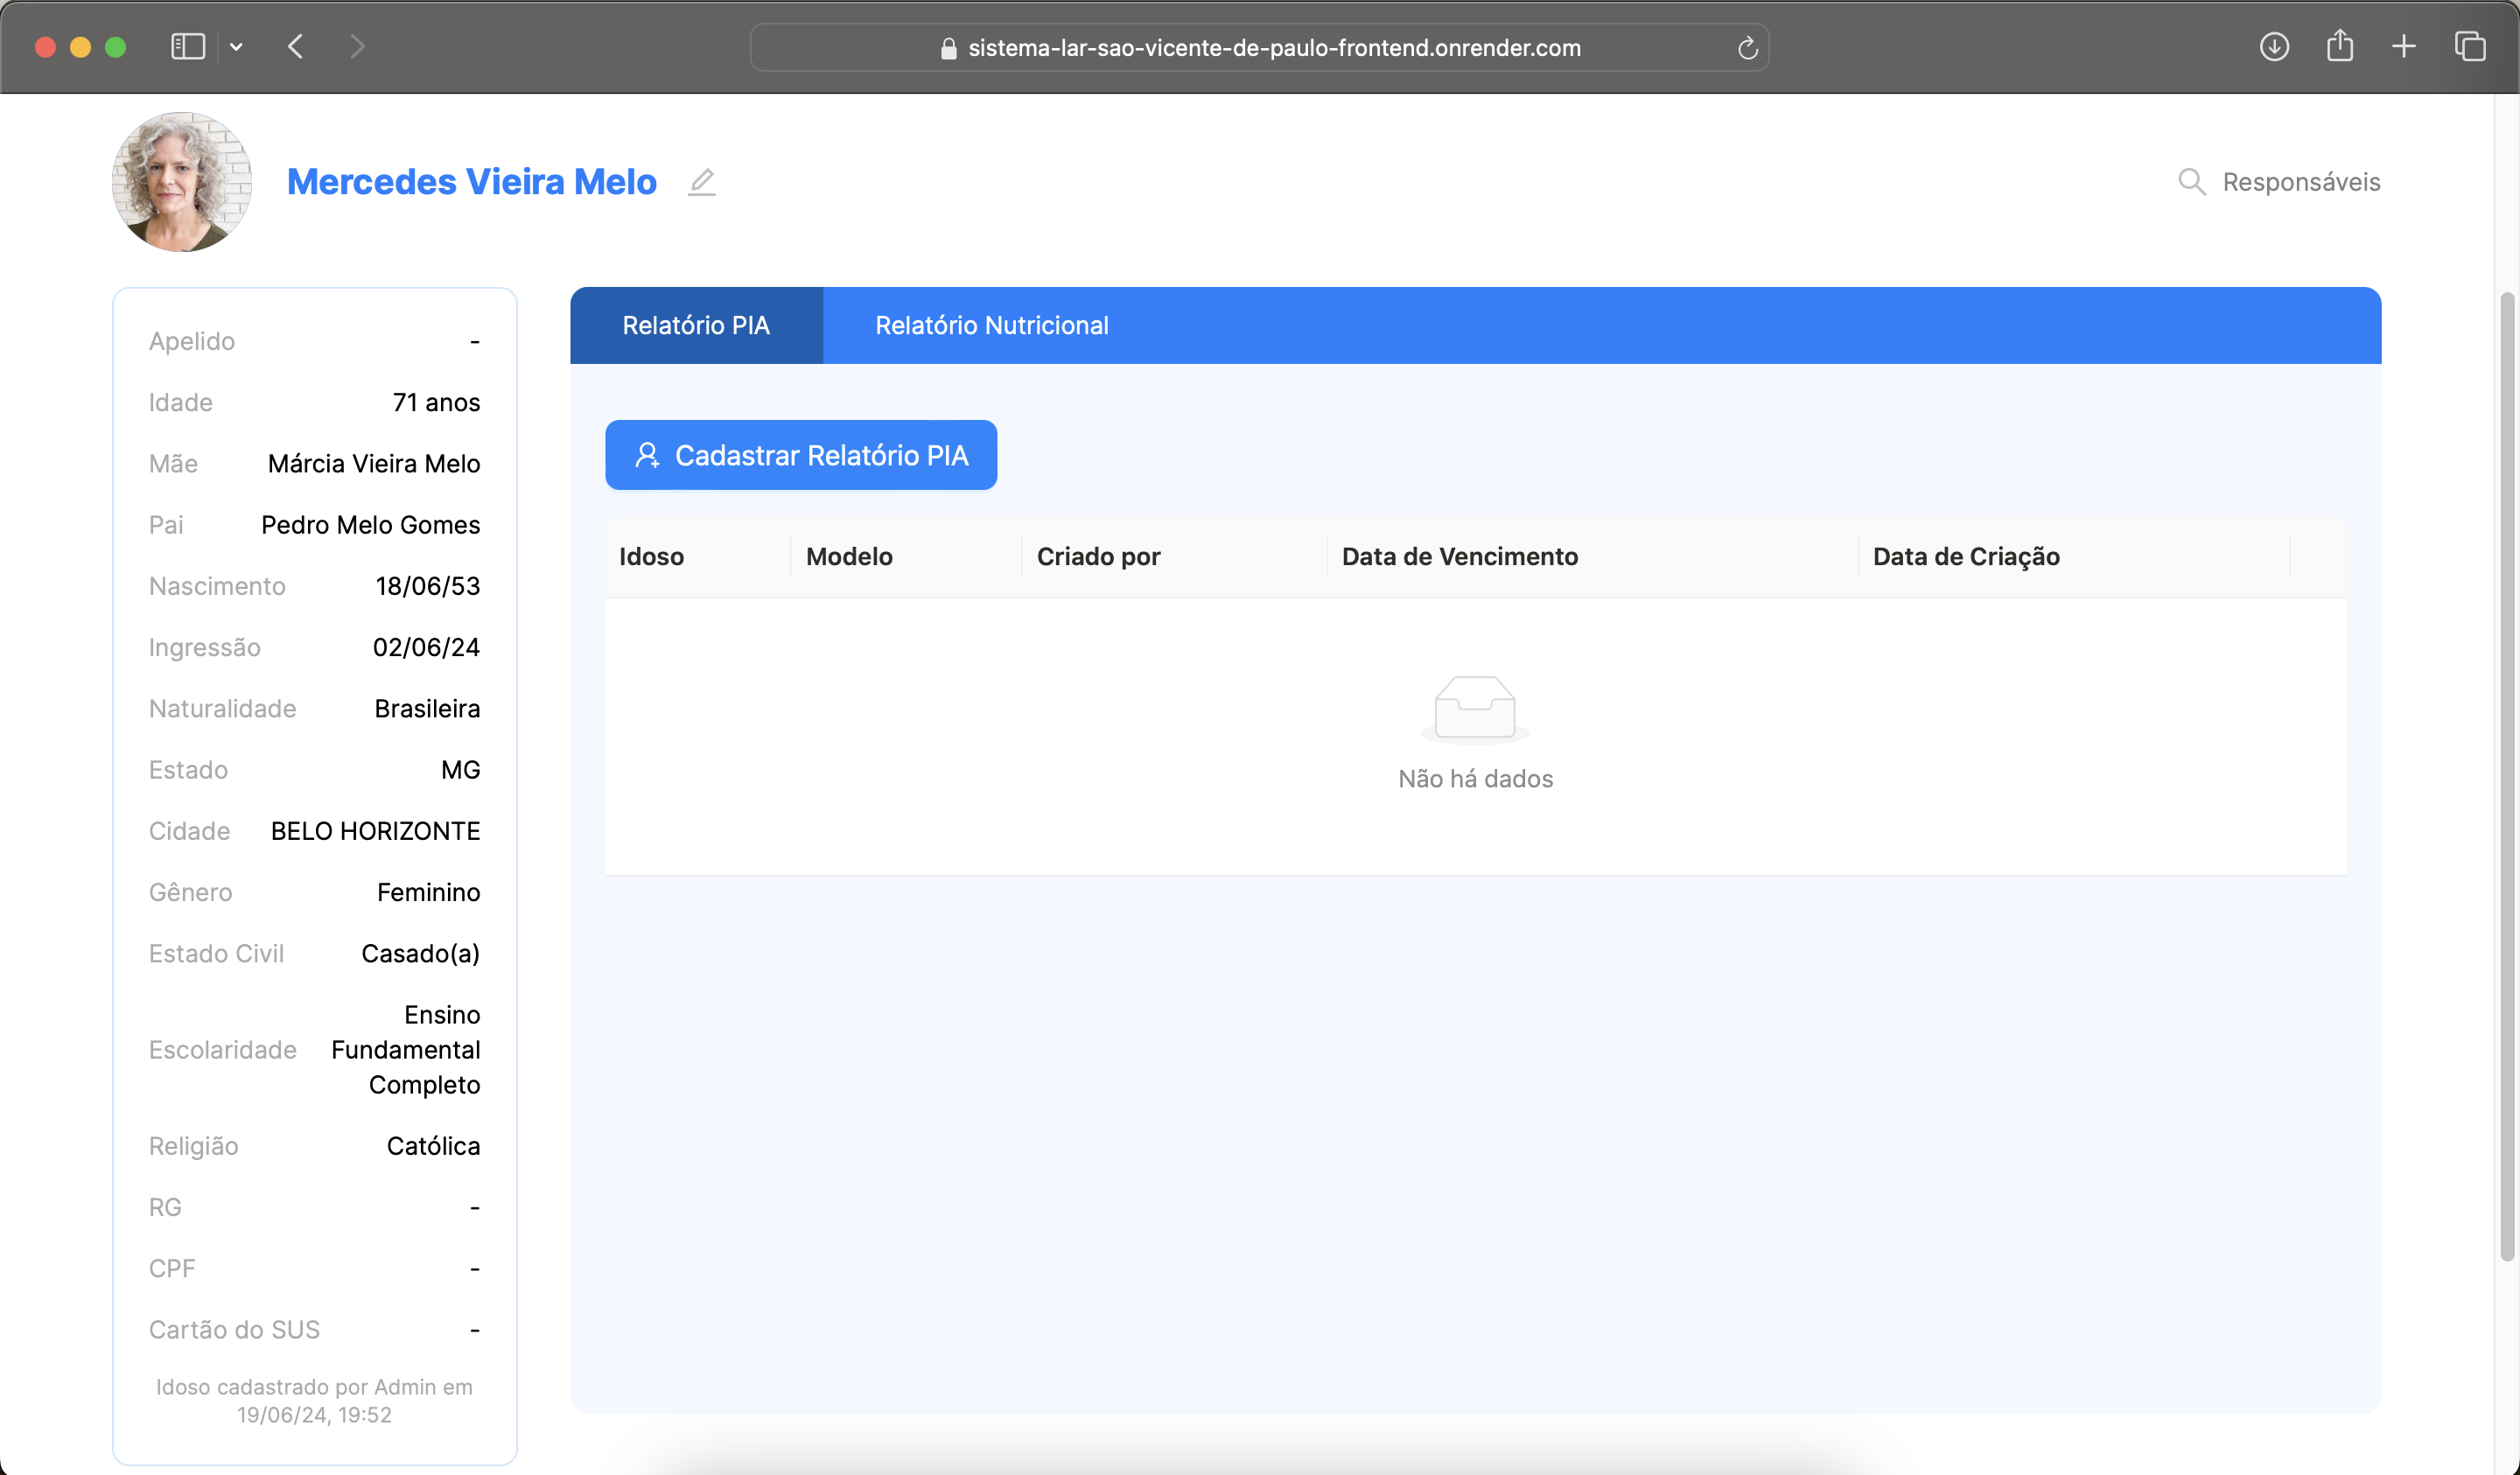 sistema-lar-sao-vicente-de-paulo-frontend.onrender.com
Mercedes Vieira Melo
Responsáveis
Apelido -
Idade 71 anos
Mãe Márcia Vieira Melo
Pai Pedro Melo Gomes
Nascimento 18/06/53
Ingressão 02/06/24
Naturalidade Brasileira
Estado MG
Cidade BELO HORIZONTE
Gênero Feminino
Estado Civil Casado(a)
Escolaridade Ensino
Fundamental
Completo
Religião Católica
RG -
CPF -
Cartão do SUS -
Idoso cadastrado por Admin em
19/06/24, 19:52
Relatório PIA Relatório Nutricional
Cadastrar Relatório PIA
Idoso Modelo Criado por Data de Vencimento Data de Criação
Não há dados